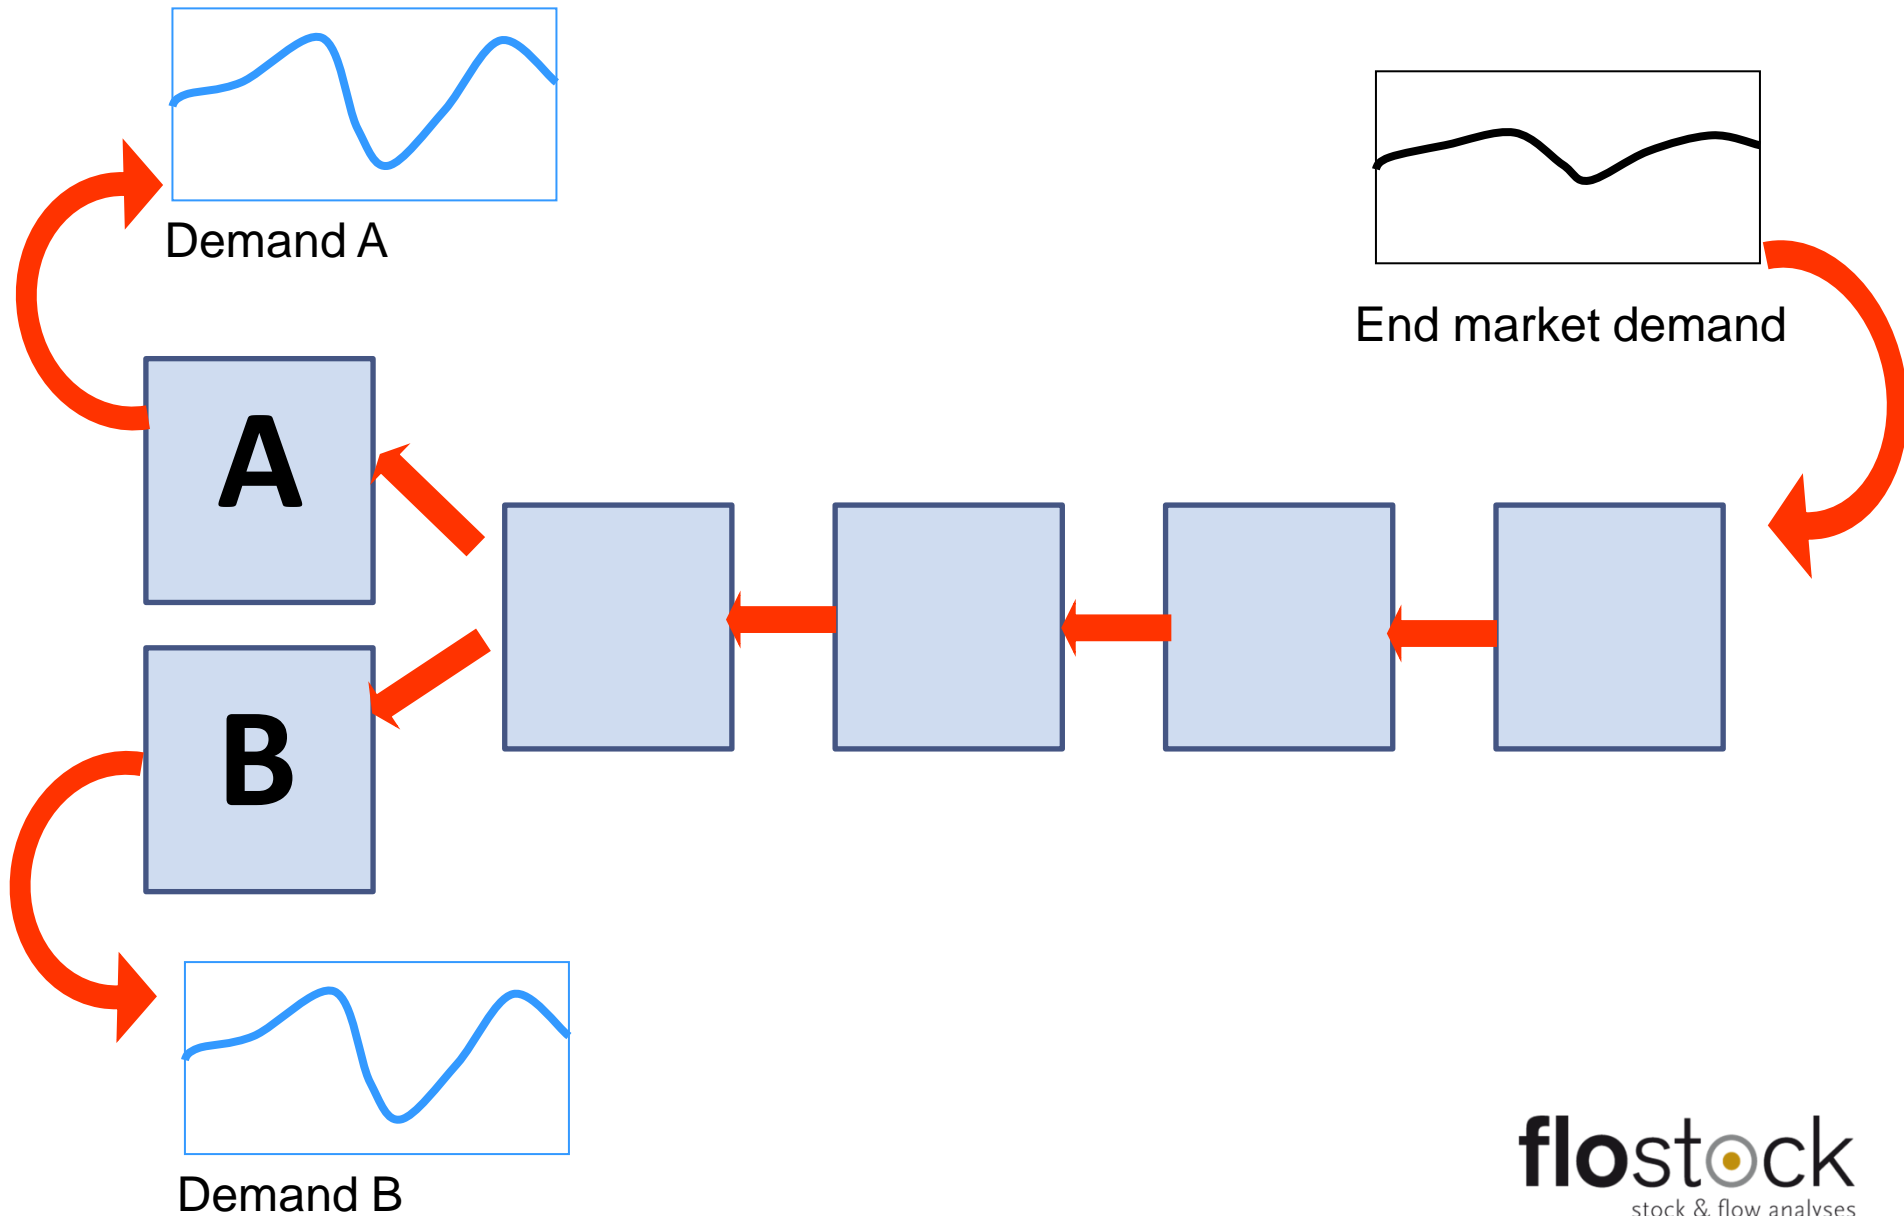 Demand A
End market demand
A
B
Demand B
flostock
stock & flow analyses